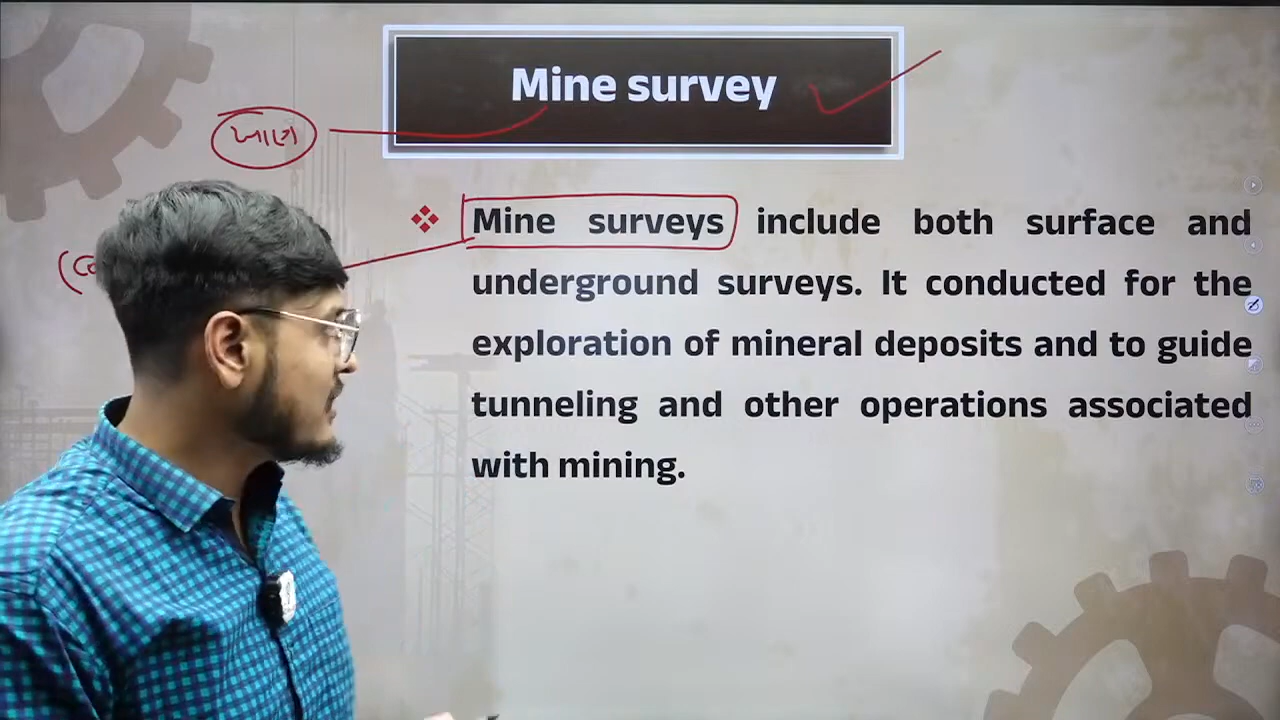 Mine survey
ખાણ
❖ Mine surveys include both surface and
underground surveys. It conducted for the
exploration of mineral deposits and to guide
tunneling and other operations associated
with mining.